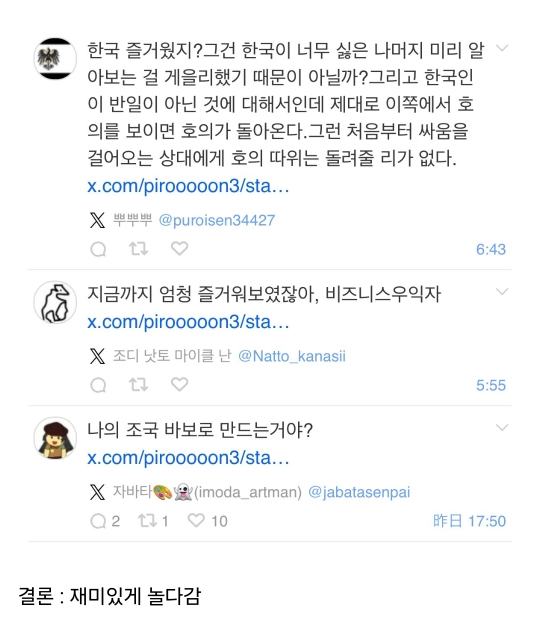 한국 즐거웠지?그건 한국이 너무 싫은 나머지 미리 알
아보는 걸 게을리했기 때문이 아닐까?그리고 한국인
이 반일이 아닌 것에 대해서인데 제대로 이쪽에서 호
의를 보이면 호의가 돌아온다.그런 처음부터 싸움을
걸어오는 상대에게 호의 따위는 돌려줄 리가 없다.
x.com/pirooooon3/sta…
뿌뿌뿌 @puroisen34427
6:43
지금까지 엄청 즐거워보였잖아, 비즈니스우익자
x.com/pirooooon3/sta…
조디 낫토 마이클 난 @Natto_kanasii
5:55
나의 조국 바보로 만드는거야?
x.com/pirooooon3/sta…
자바타🎨👻(imoda_artman) @jabatasenpai
2 1 10 昨日 17:50
결론 : 재미있게 놀다감